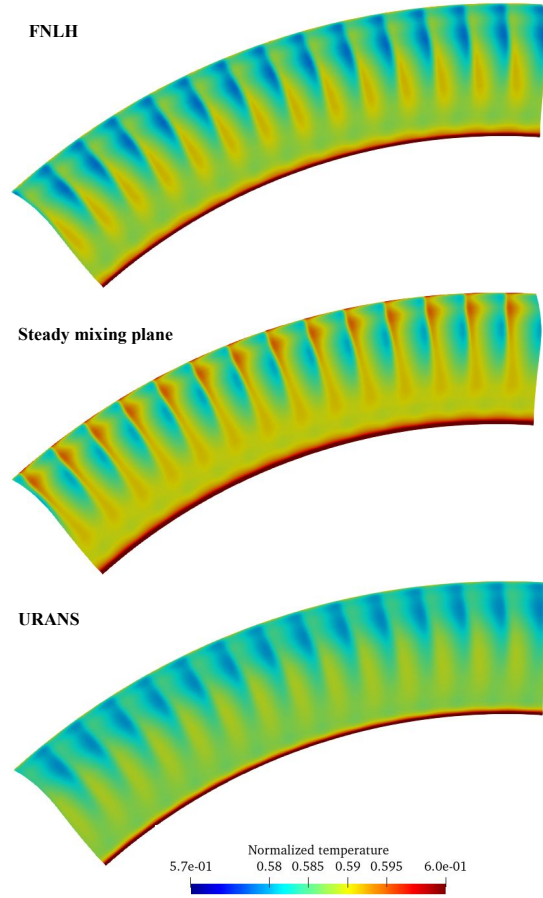 FNLH
Steady mixing plane
URANS
Normalized temperature
5.7e-01 0.58 0.585 0.59 0.595 6.0e-01